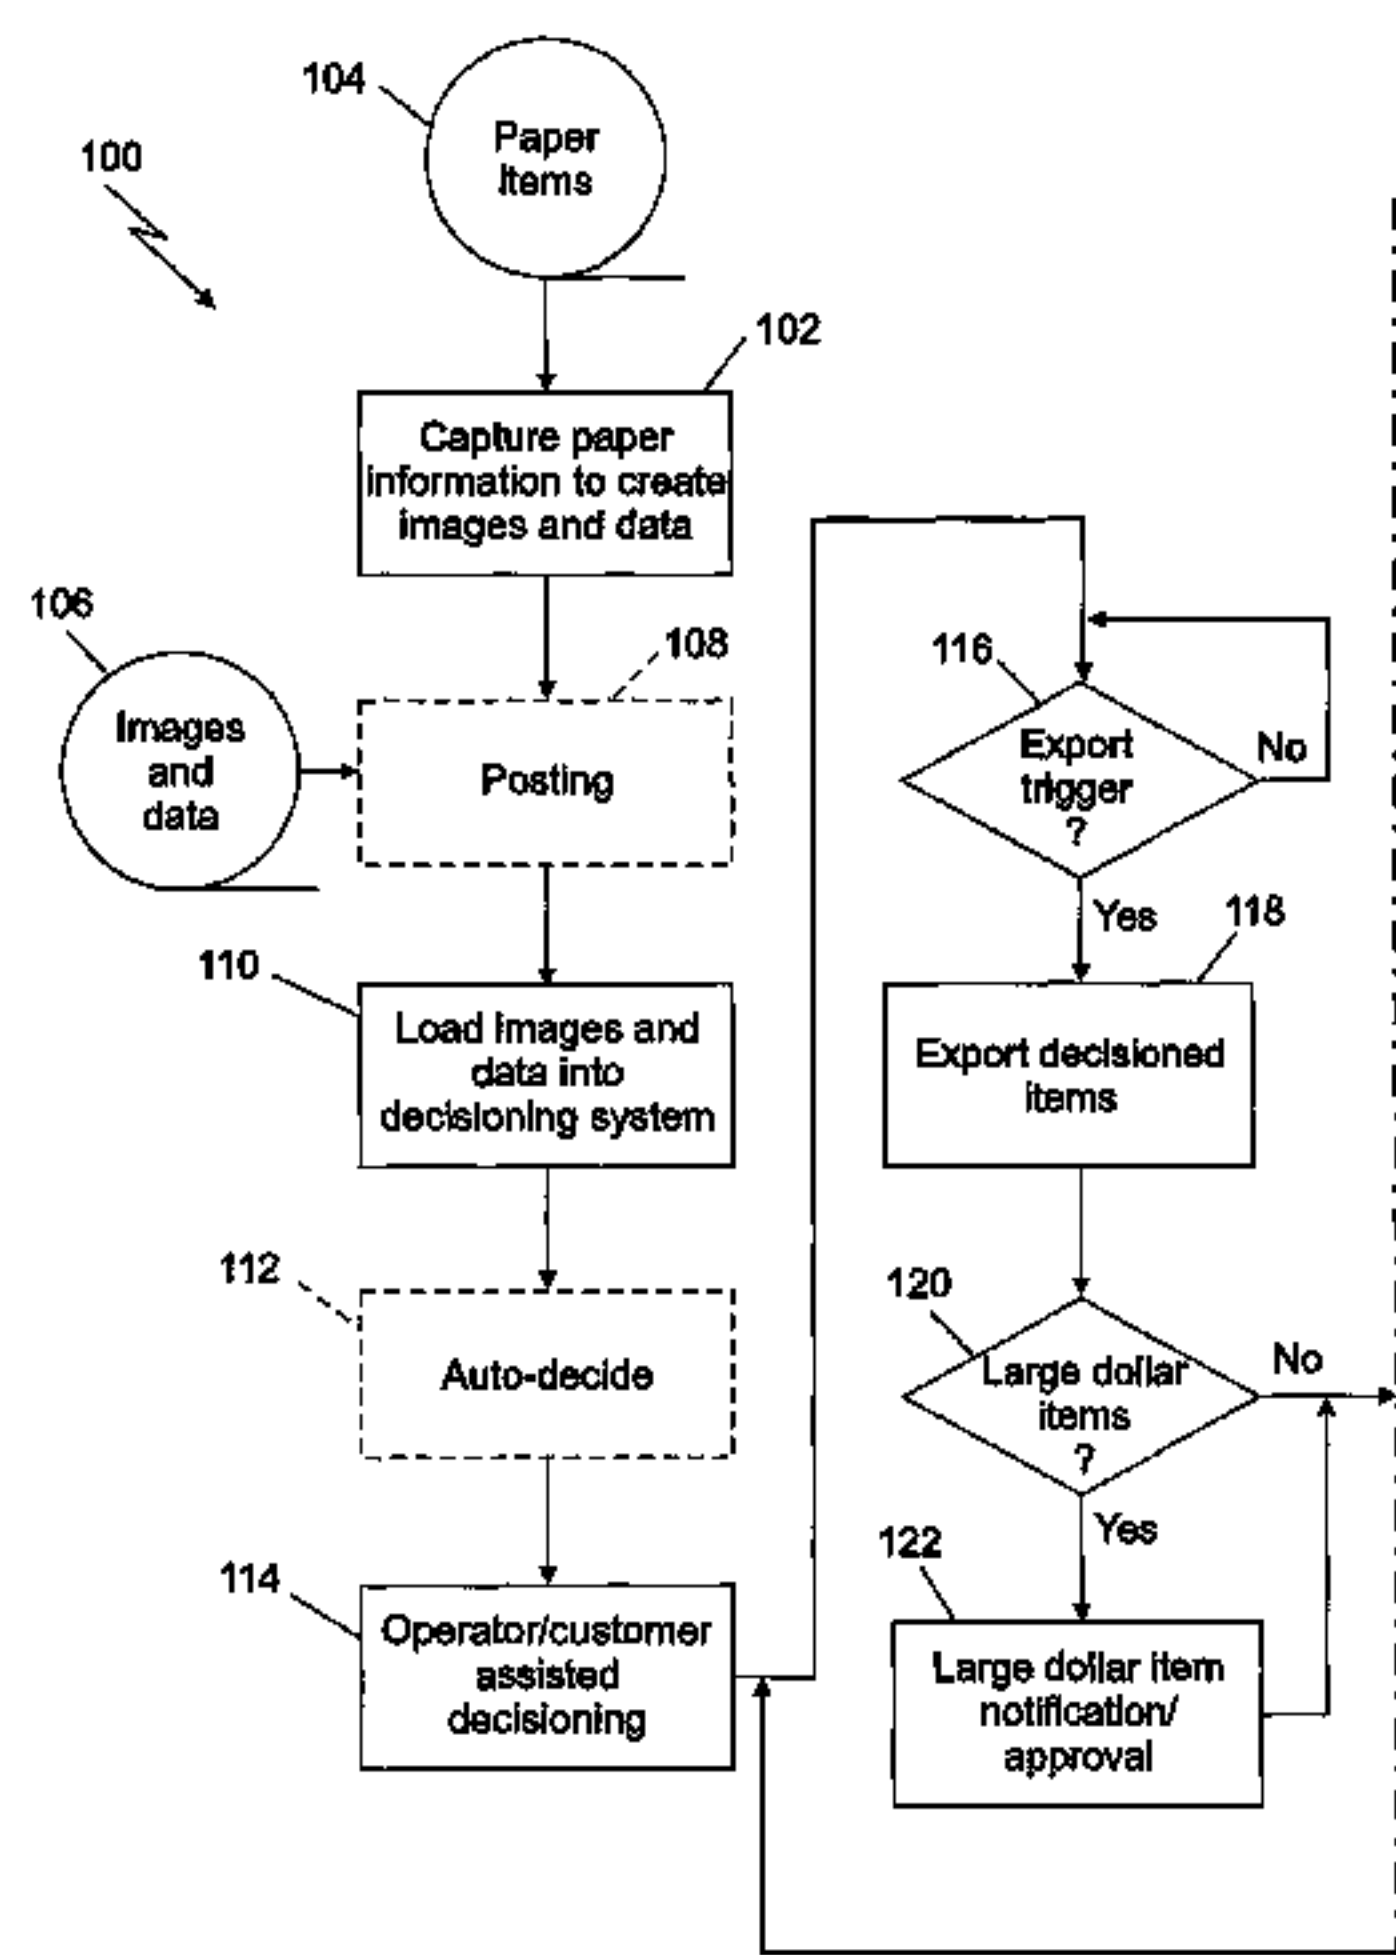 104
Paper
items
100
102
Capture paper
information to create
images and data
106
Images
and
data
108
Posting
110
Load images and
data into
decisioning system
112
Auto-decide
114
Operator/customer
assisted
decisioning
116
Export
trigger
?
No
Yes
118
Export decisioned
items
120
Large dollar
items
?
No
Yes
122
Large dollar item
notification/
approval